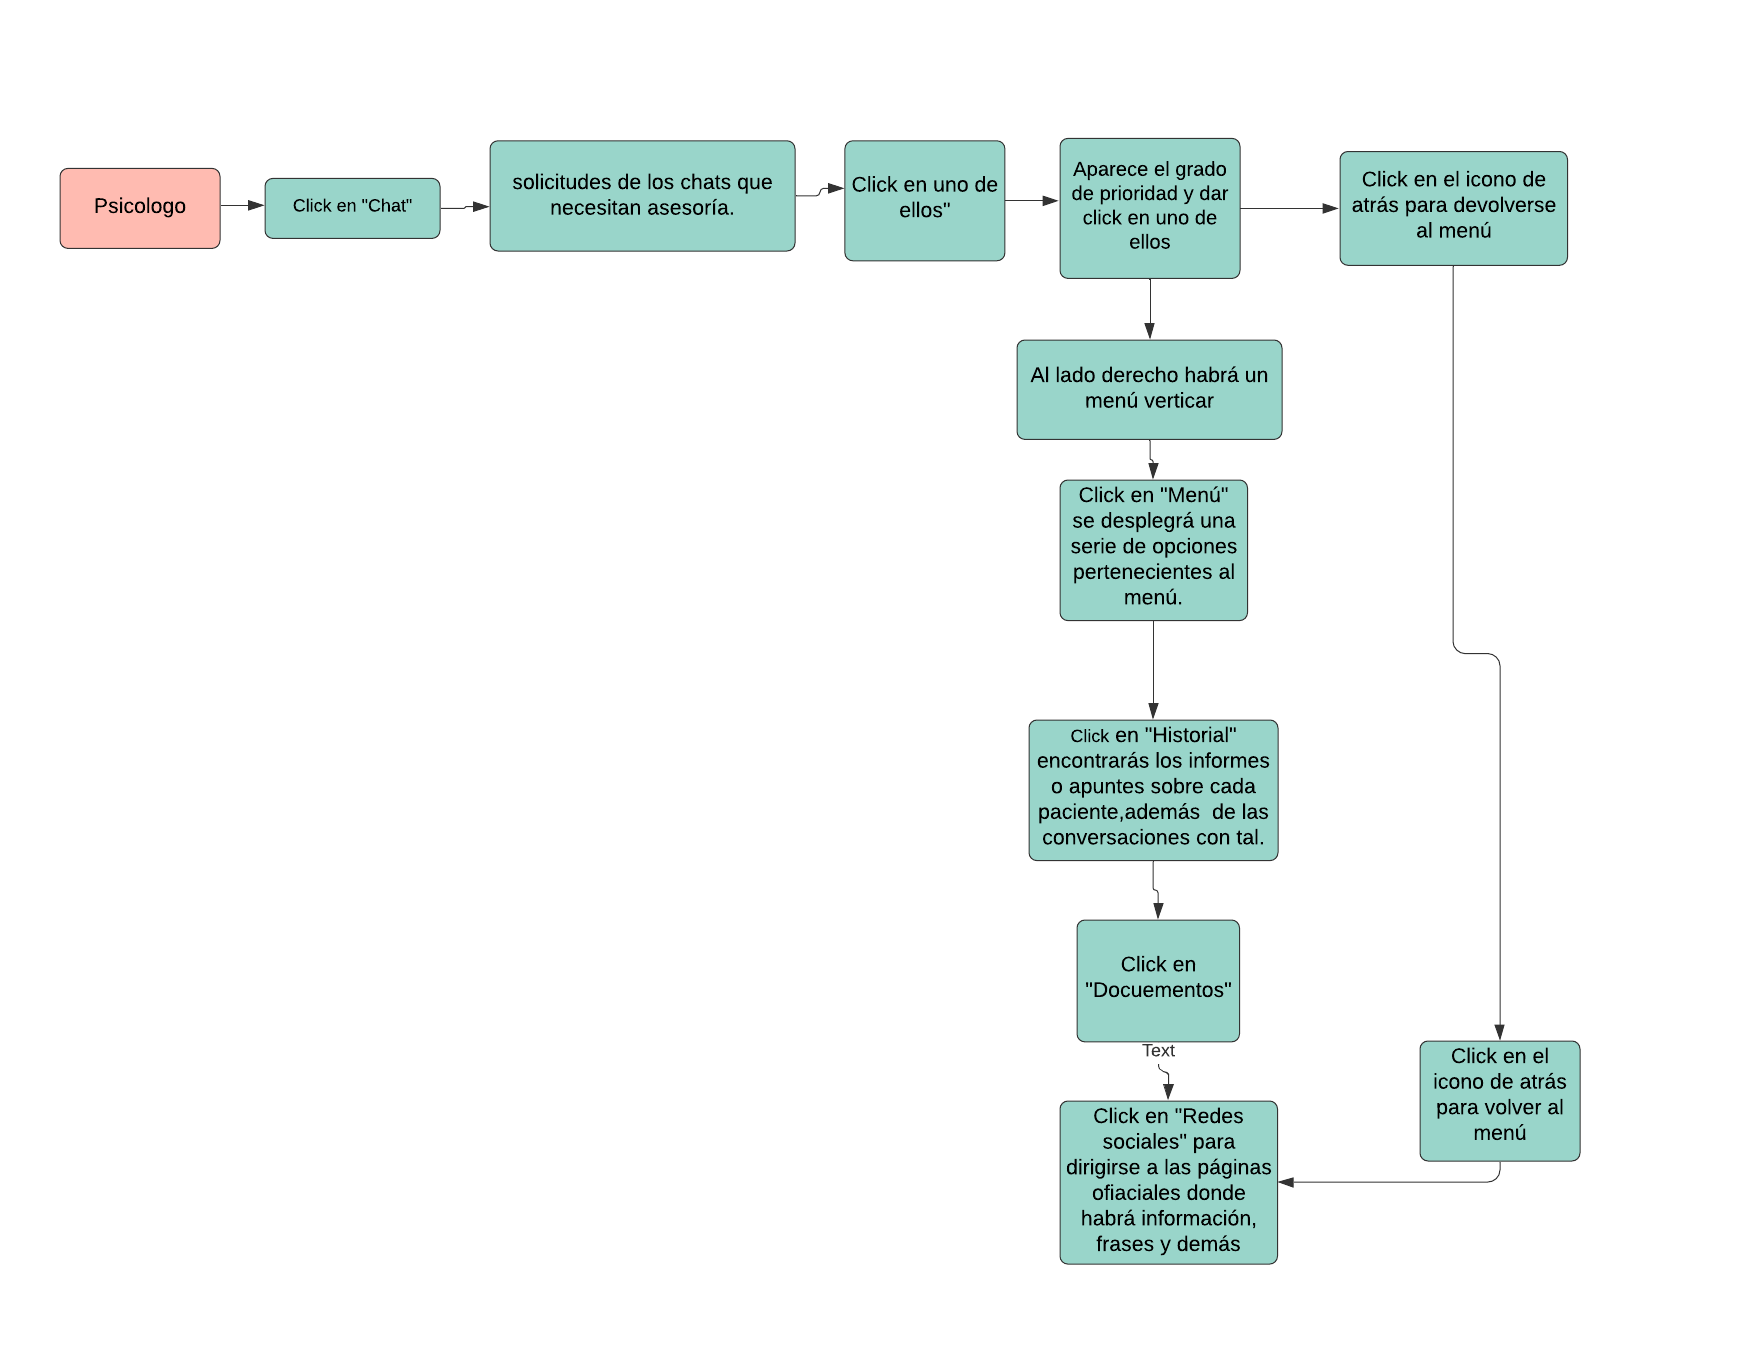 Psicologo
Click en "Chat"
solicitudes de los chats que
necesitan asesoría.
Click en uno de
ellos"
Aparece el grado
de prioridad y dar
click en uno de
ellos
Click en el icono de
atrás para devolverse
al menú
Al lado derecho habrá un
menú verticar
Click en "Menú"
se desplegrá una
serie de opciones
pertenecientes al
menú.
Click en "Historial"
encontrarás los informes
o apuntes sobre cada
paciente,además  de las
conversaciones con tal.
Click en
"Docuementos"
Text
Click en "Redes
sociales" para
dirigirse a las páginas
ofiaciales donde
habrá información,
frases y demás
Click en el
icono de atrás
para volver al
menú